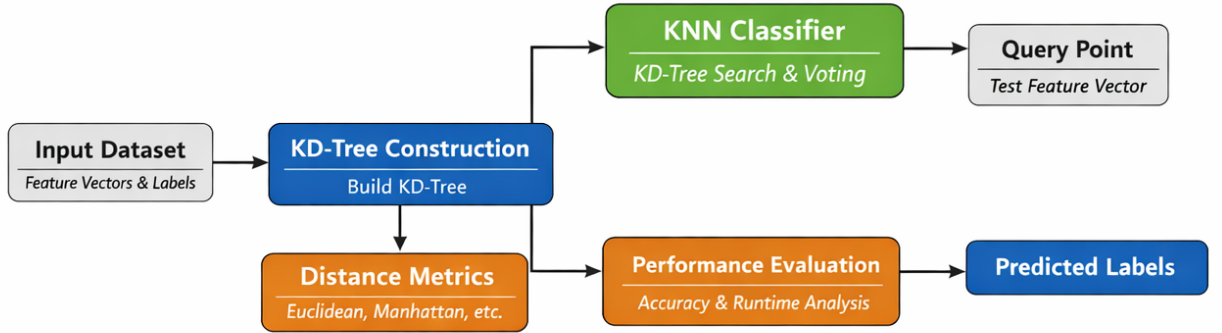 Input Dataset
Feature Vectors & Labels
KD-Tree Construction
Build KD-Tree
Distance Metrics
Euclidean, Manhattan, etc.
KNN Classifier
KD-Tree Search & Voting
Query Point
Test Feature Vector
Performance Evaluation
Accuracy & Runtime Analysis
Predicted Labels